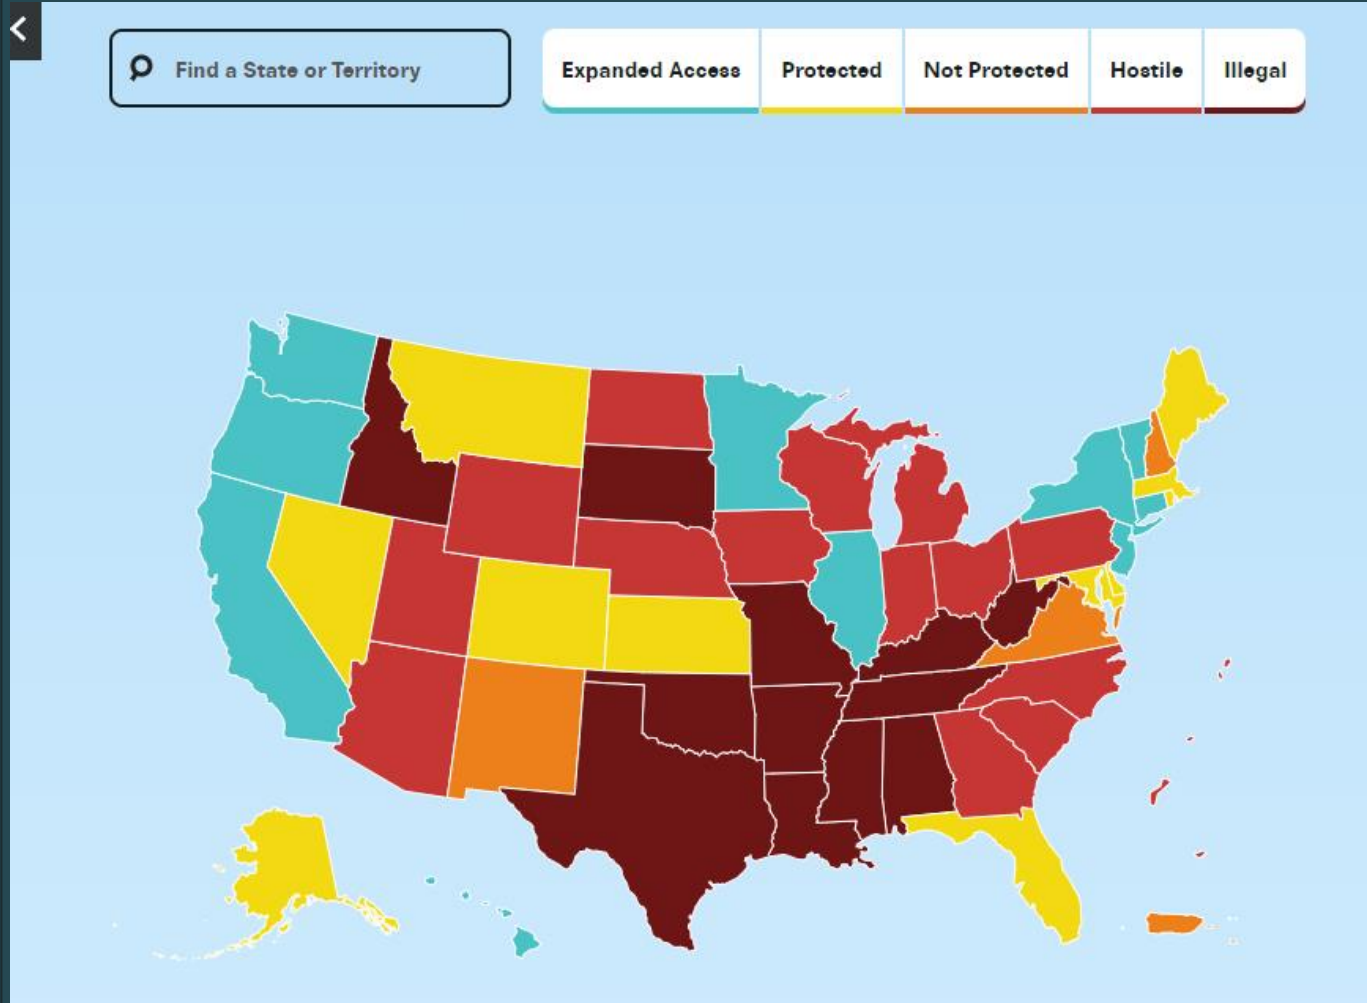 Find a State or Territory
Expanded Access
Protected
Not Protected
Hostile
Illegal